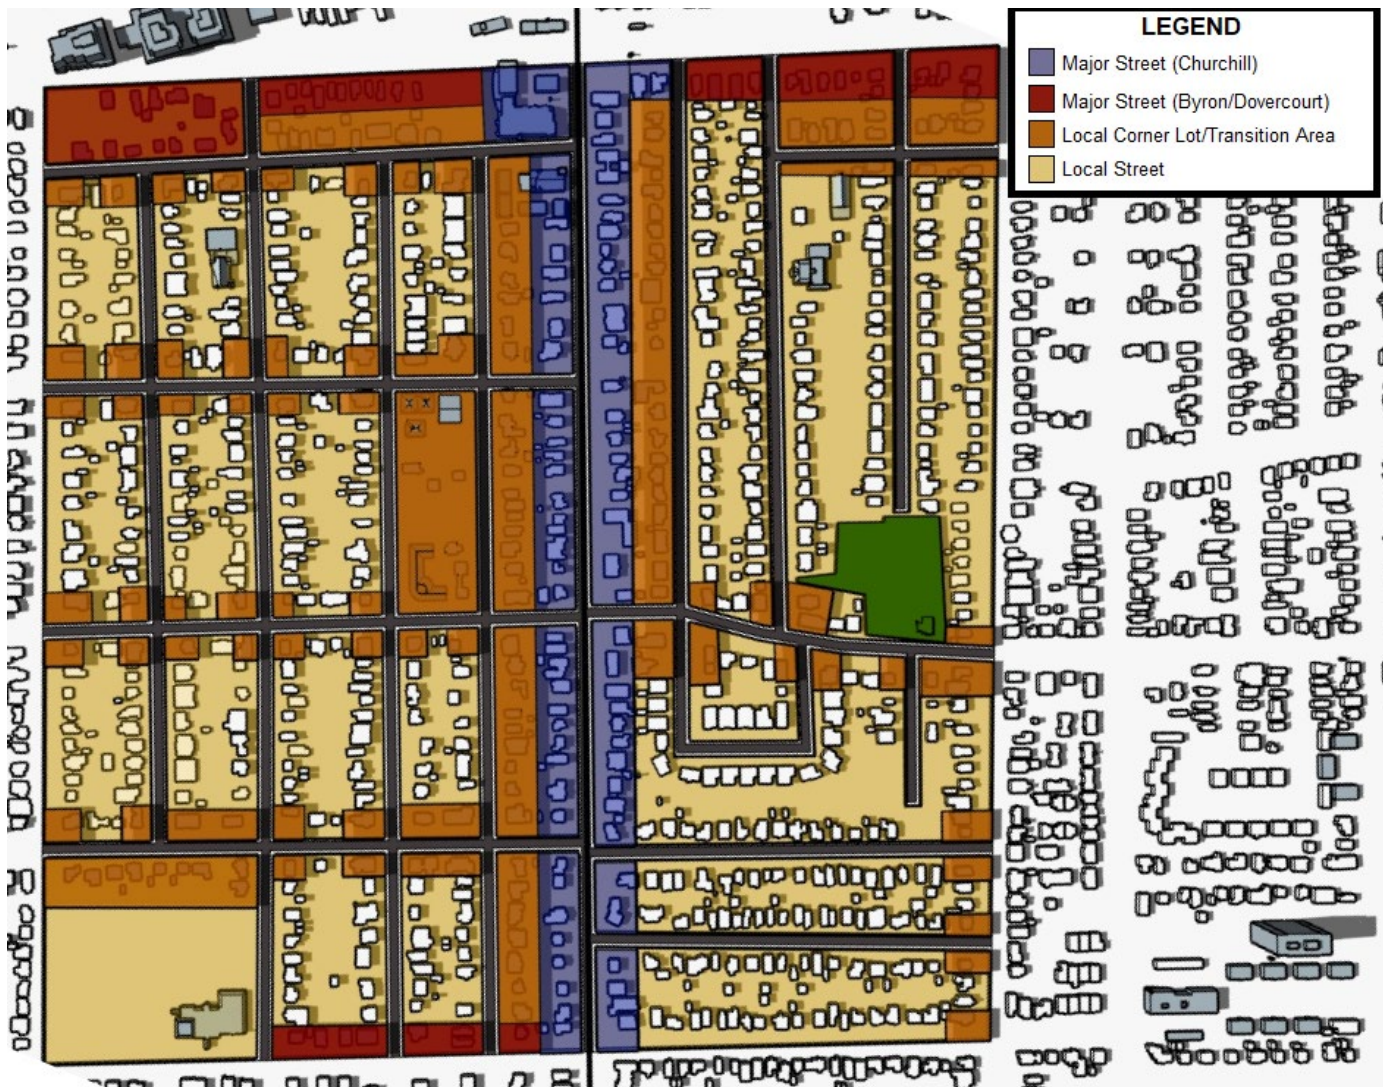 LEGEND
Major Street (Churchill)
Major Street (Byron/Dovercourt)
Local Corner Lot/Transition Area
Local Street